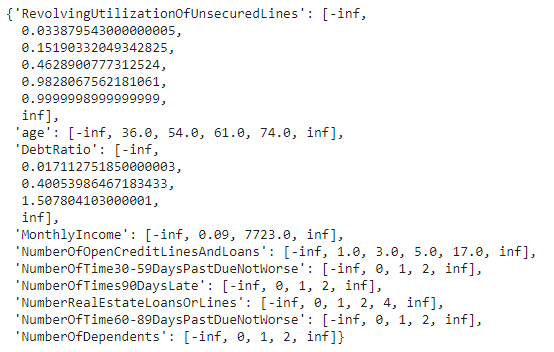 {'RevolvingUtilizationOfUnsecuredLines': [-inf,
0.033879543000000005,
0.15190332049342825,
0.4628900777312524,
0.9828067562181061,
0.9999998999999999,
inf],
'age': [-inf, 36.0, 54.0, 61.0, 74.0, inf],
'DebtRatio': [-inf,
0.017112751850000003,
0.40053986467183433,
1.507804103000001,
inf],
'MonthlyIncome': [-inf, 0.09, 7723.0, inf],
'NumberOfOpenCreditLinesAndLoans': [-inf, 1.0, 3.0, 5.0, 17.0, inf],
'NumberOfTime30-59DaysPastDueNotWorse': [-inf, 0, 1, 2, inf],
'NumberOfTimes90DaysLate': [-inf, 0, 1, 2, inf],
'NumberRealEstateLoansOrLines': [-inf, 0, 1, 2, 4, inf],
'NumberOfTime60-89DaysPastDueNotWorse': [-inf, 0, 1, 2, inf],
'NumberOfDependents': [-inf, 0, 1, 2, inf]}